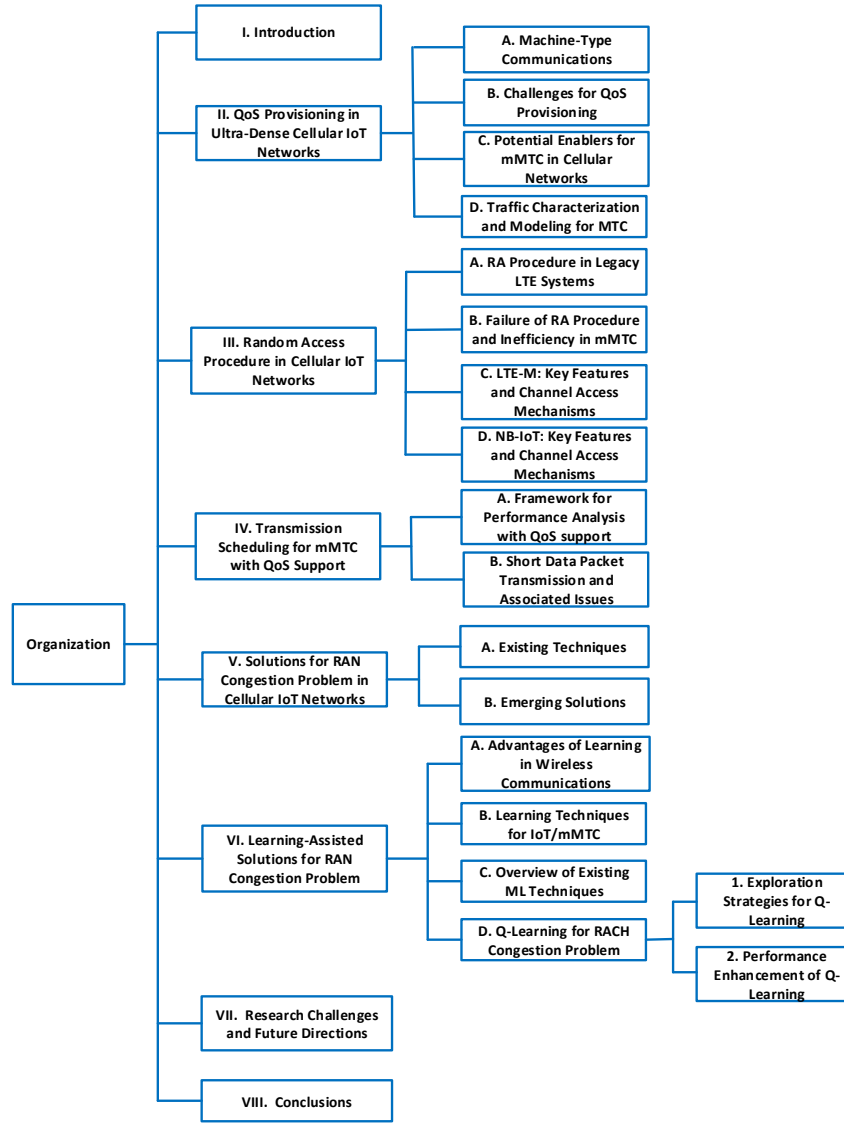 Organization
I. Introduction
II. QoS Provisioning in
Ultra-Dense Cellular IoT
Networks
A. Machine-Type
Communications
B. Challenges for QoS
Provisioning
C. Potential Enablers for
mMTC in Cellular
Networks
D. Traffic Characterization
and Modeling for MTC
III. Random Access
Procedure in Cellular IoT
Networks
A. RA Procedure in Legacy
LTE Systems
B. Failure of RA Procedure
and Inefficiency in mMTC
C. LTE-M: Key Features
and Channel Access
Mechanisms
D. NB-IoT: Key Features
and Channel Access
Mechanisms
IV. Transmission
Scheduling for mMTC
with QoS Support
A. Framework for
Performance Analysis
with QoS support
B. Short Data Packet
Transmission and
Associated Issues
V. Solutions for RAN
Congestion Problem in
Cellular IoT Networks
A. Existing Techniques
B. Emerging Solutions
VI. Learning-Assisted
Solutions for RAN
Congestion Problem
A. Advantages of Learning
in Wireless
Communications
B. Learning Techniques
for IoT/mMTC
C. Overview of Existing
ML Techniques
D. Q-Learning for RACH
Congestion Problem
1. Exploration
Strategies for Q-
Learning
2. Performance
Enhancement of Q-
Learning
VII. Research Challenges
and Future Directions
VIII. Conclusions